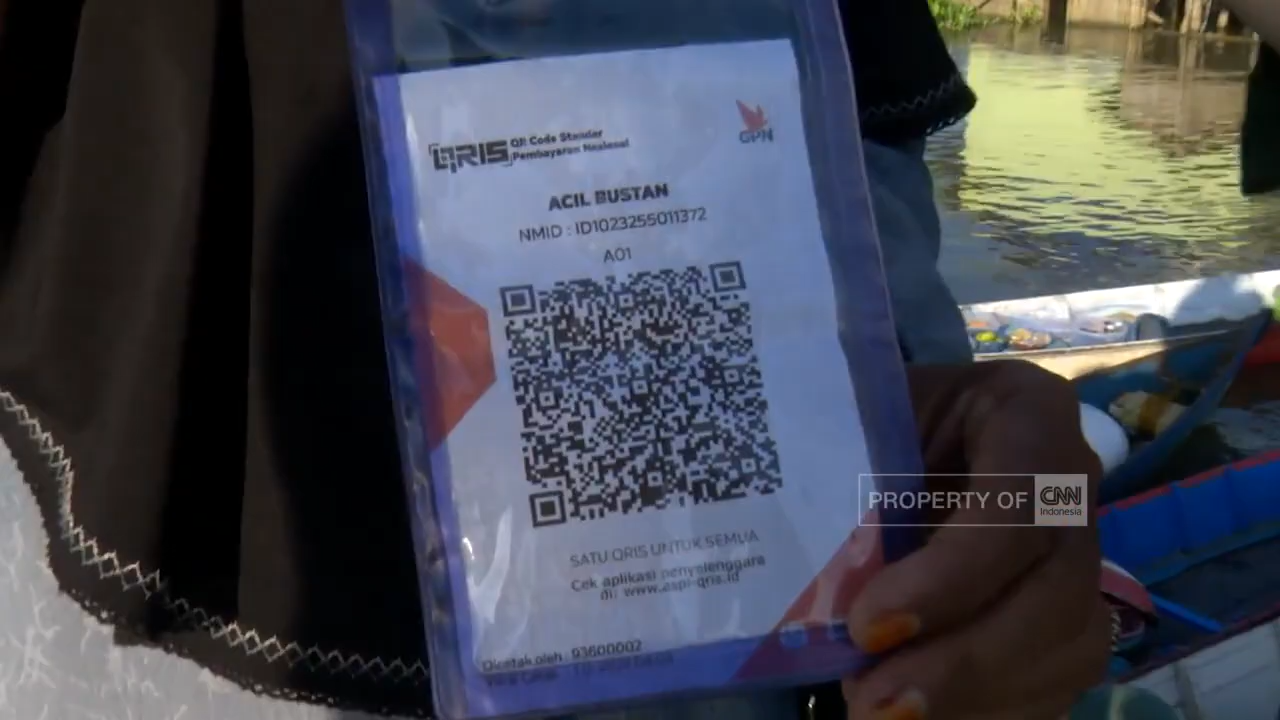 QRIS
QR Code Standar
Pembayaran Nasional
GPN
ACIL BUSTAN
NMID : ID1023255011372
A01
SATU QRIS UNTUK SEMUA
Cek aplikasi penyelenggara
di: www.aspi-qris.id
Dicetak oleh : 93600002
PROPERTY OF CNN Indonesia